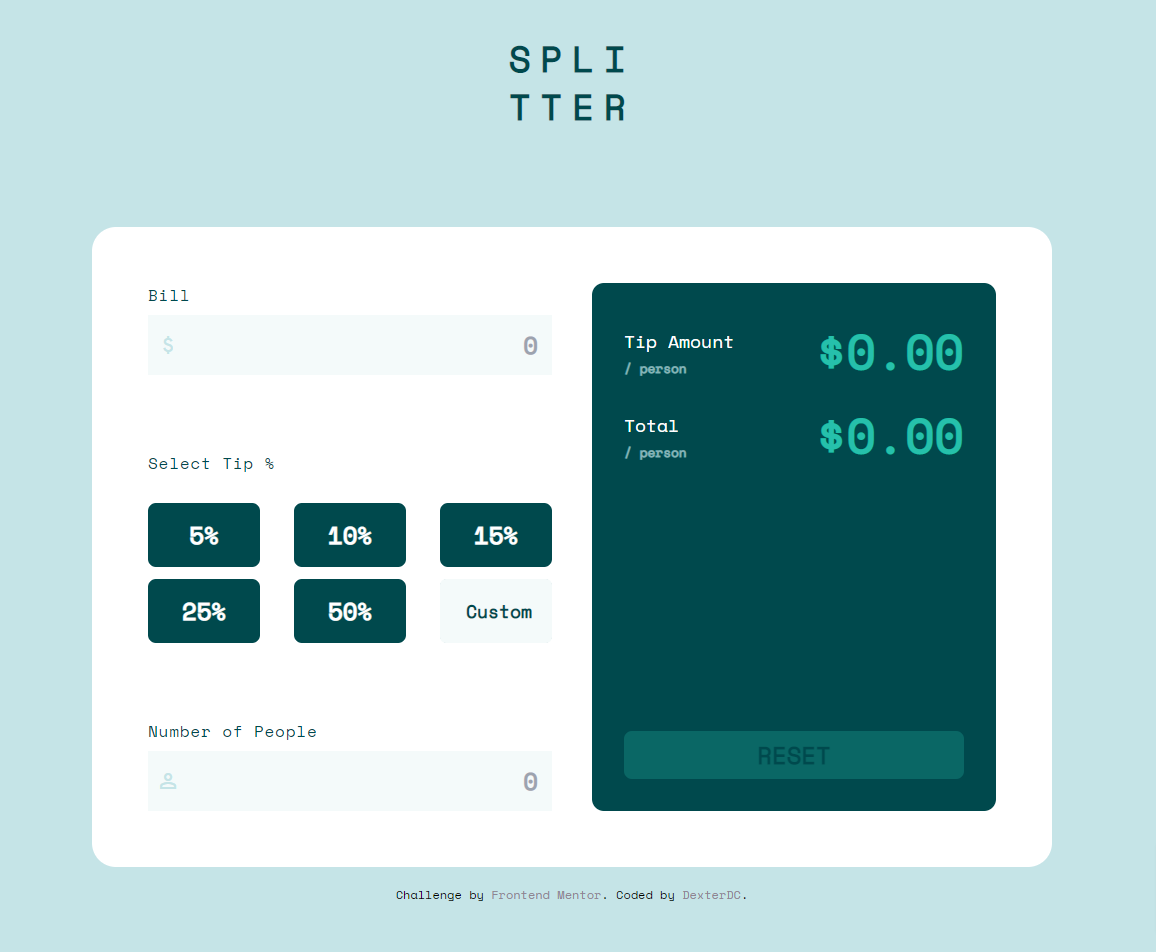 SPLI
TTER
Bill
$ 0
Select Tip %
5% 10% 15%
25% 50% Custom
Number of People
0
Tip Amount $0.00
/ person
Total $0.00
/ person
RESET
Challenge by Frontend Mentor. Coded by DexterDC.